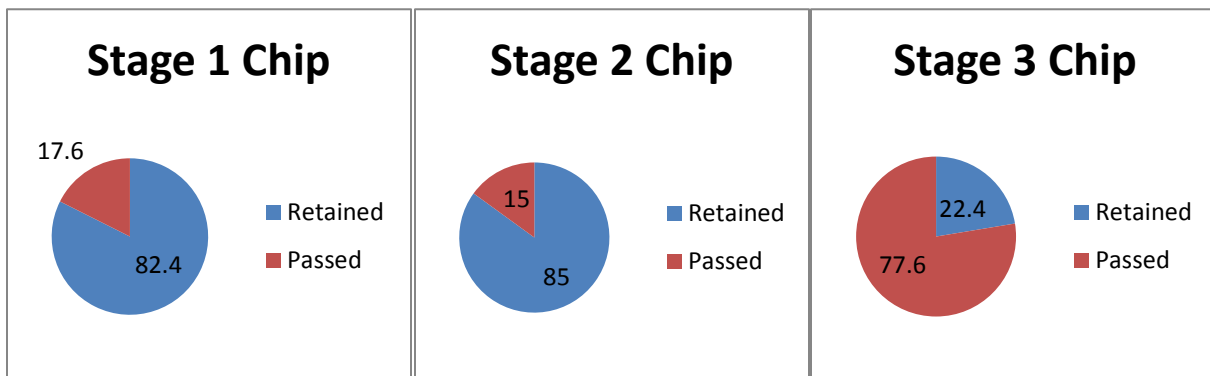 Stage 1 Chip
17.6
82.4
Retained
Passed
Stage 2 Chip
15
85
Retained
Passed
Stage 3 Chip
22.4
77.6
Retained
Passed